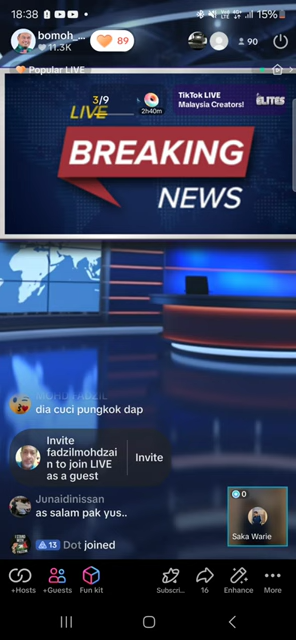 18:38
15%
bomoh_...
11.3K
89
90
Popular LIVE
3/9
LIVE
2h40m
TikTok LIVE
Malaysia Creators!
ELITES
BREAKING
NEWS
dia cuci pungkok dap
Invite
fadzilmohdzai
n to join LIVE
as a guest
Invite
Junaidinissan
as salam pak yus..
0
Saka Warie
13 Dot joined
+Hosts
+Guests
Fun kit
Subscri...
16
Enhance
More